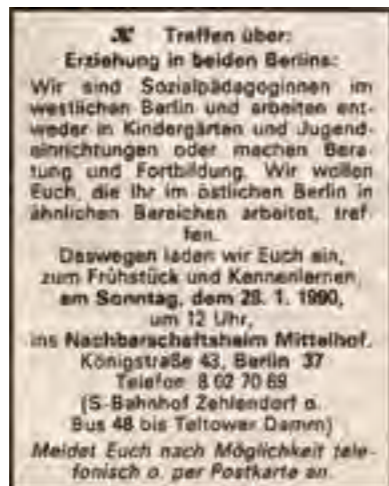 Treffen über:
Erziehung in beiden Berlins:
Wir sind Sozialpädagoginnen im
westlichen Berlin und arbeiten ent-
weder in Kindergärten und Jugend-
einrichtungen oder machen Bera-
tung und Fortbildung. Wir wollen
Euch, die Ihr im östlichen Berlin in
ähnlichen Bereichen arbeitet, tref-
fen.
Deswegen laden wir Euch ein,
zum Frühstück und Kennenlernen,
am Sonntag, dem 28. 1. 1990,
um 12 Uhr,
ins Nachbarschaftsheim Mittelhof,
Königstraße 43, Berlin 37
Telefon 8 02 70 69
(S-Bahnhof Zehlendorf o.
Bus 48 bis Teltower Damm)
Meldet Euch nach Möglichkeit tele-
fonisch o. per Postkarte an.